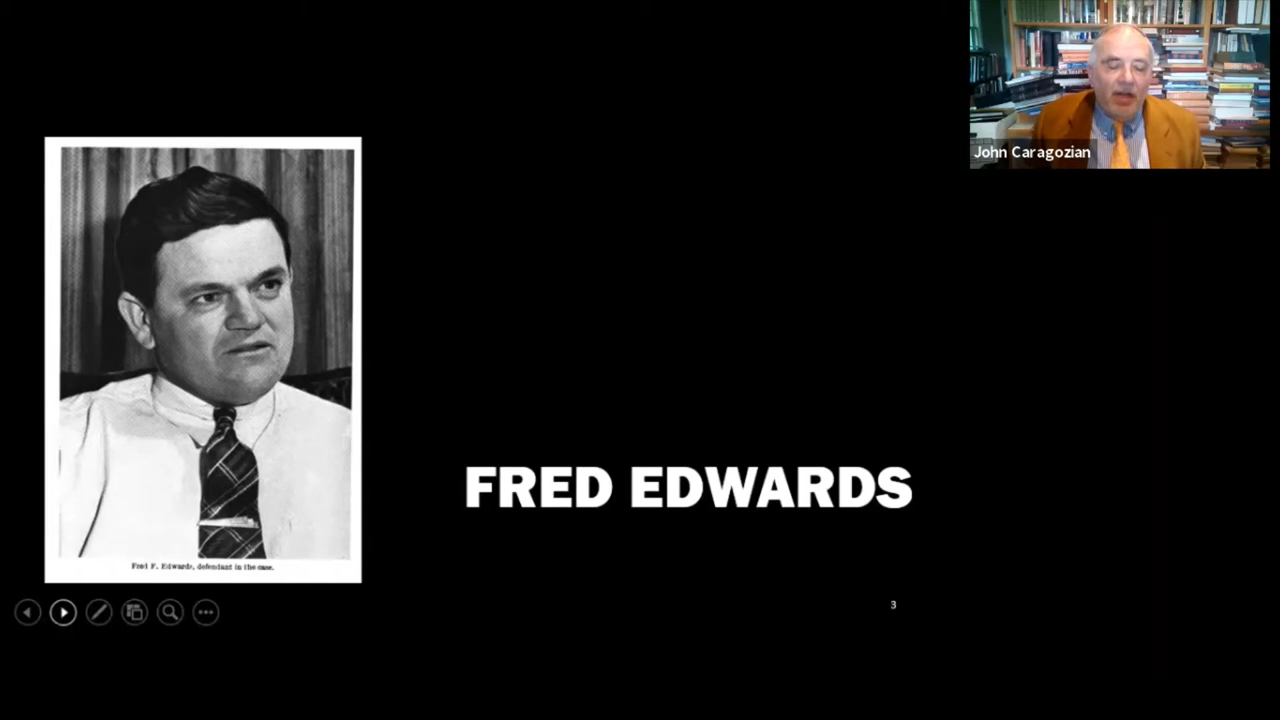 John Caragozian
FRED EDWARDS
Fred F. Edwards, defendant in the case.
3